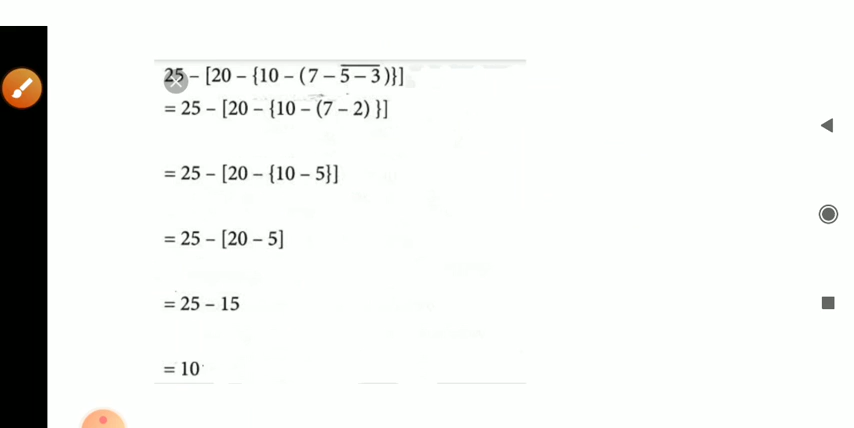 25 – [20 – {10 – (7 – 5 – 3)}]
= 25 – [20 – {10 – (7 – 2) }]
= 25 – [20 – {10 – 5}]
= 25 – [20 – 5]
= 25 – 15
= 10